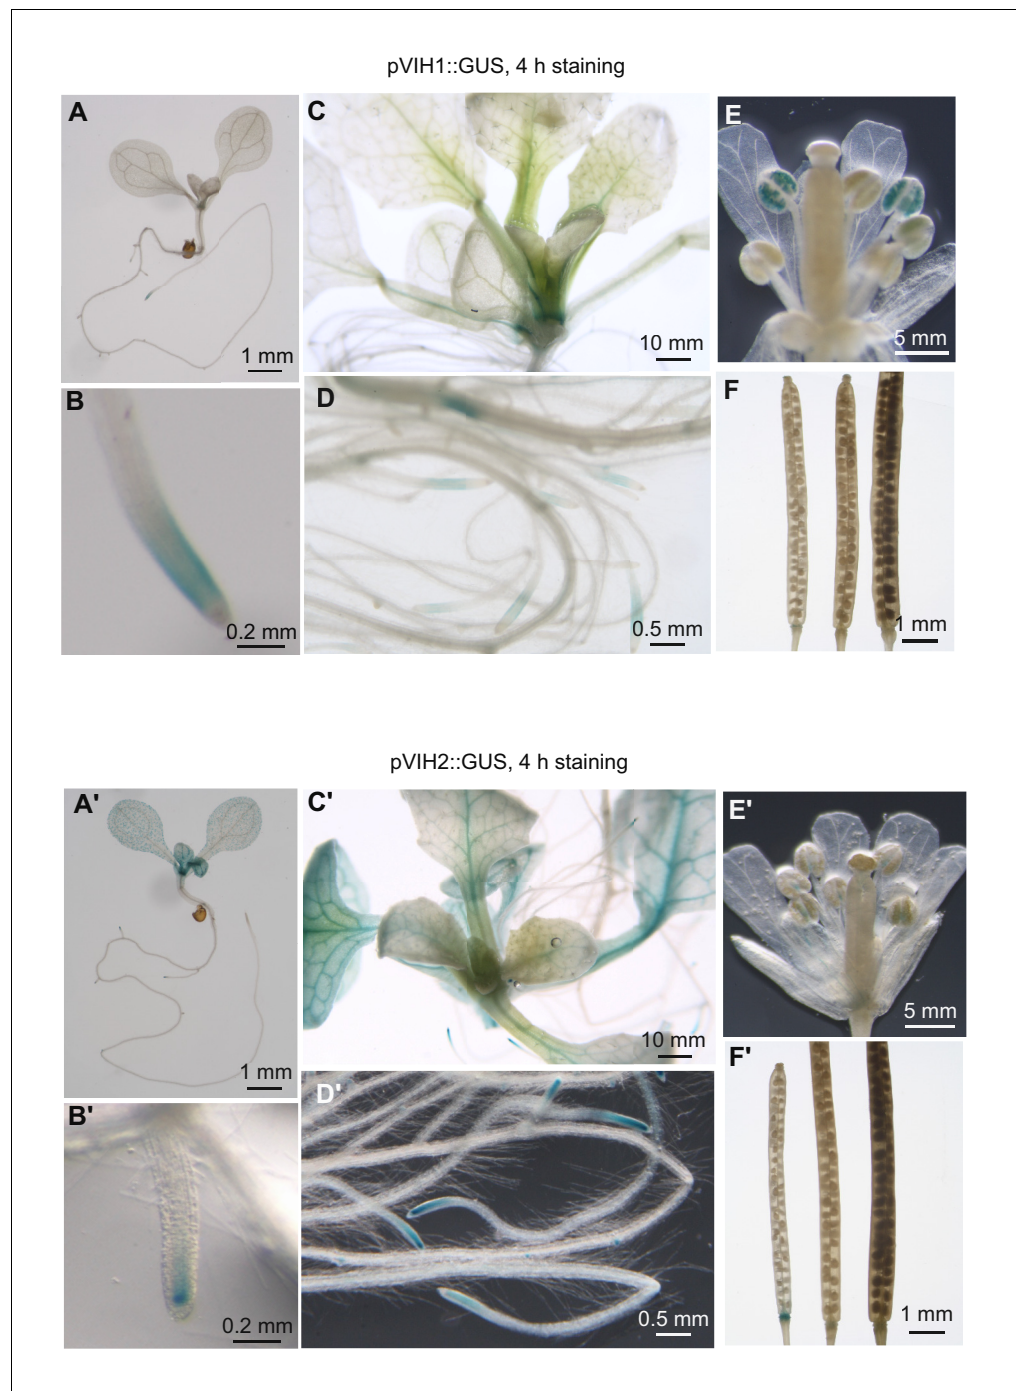 pVIH1::GUS, 4 h staining
A
1 mm
B
0.2 mm
C
10 mm
D
0.5 mm
E
5 mm
F
1 mm
pVIH2::GUS, 4 h staining
A'
1 mm
B'
0.2 mm
C'
10 mm
D'
0.5 mm
E'
5 mm
F'
1 mm